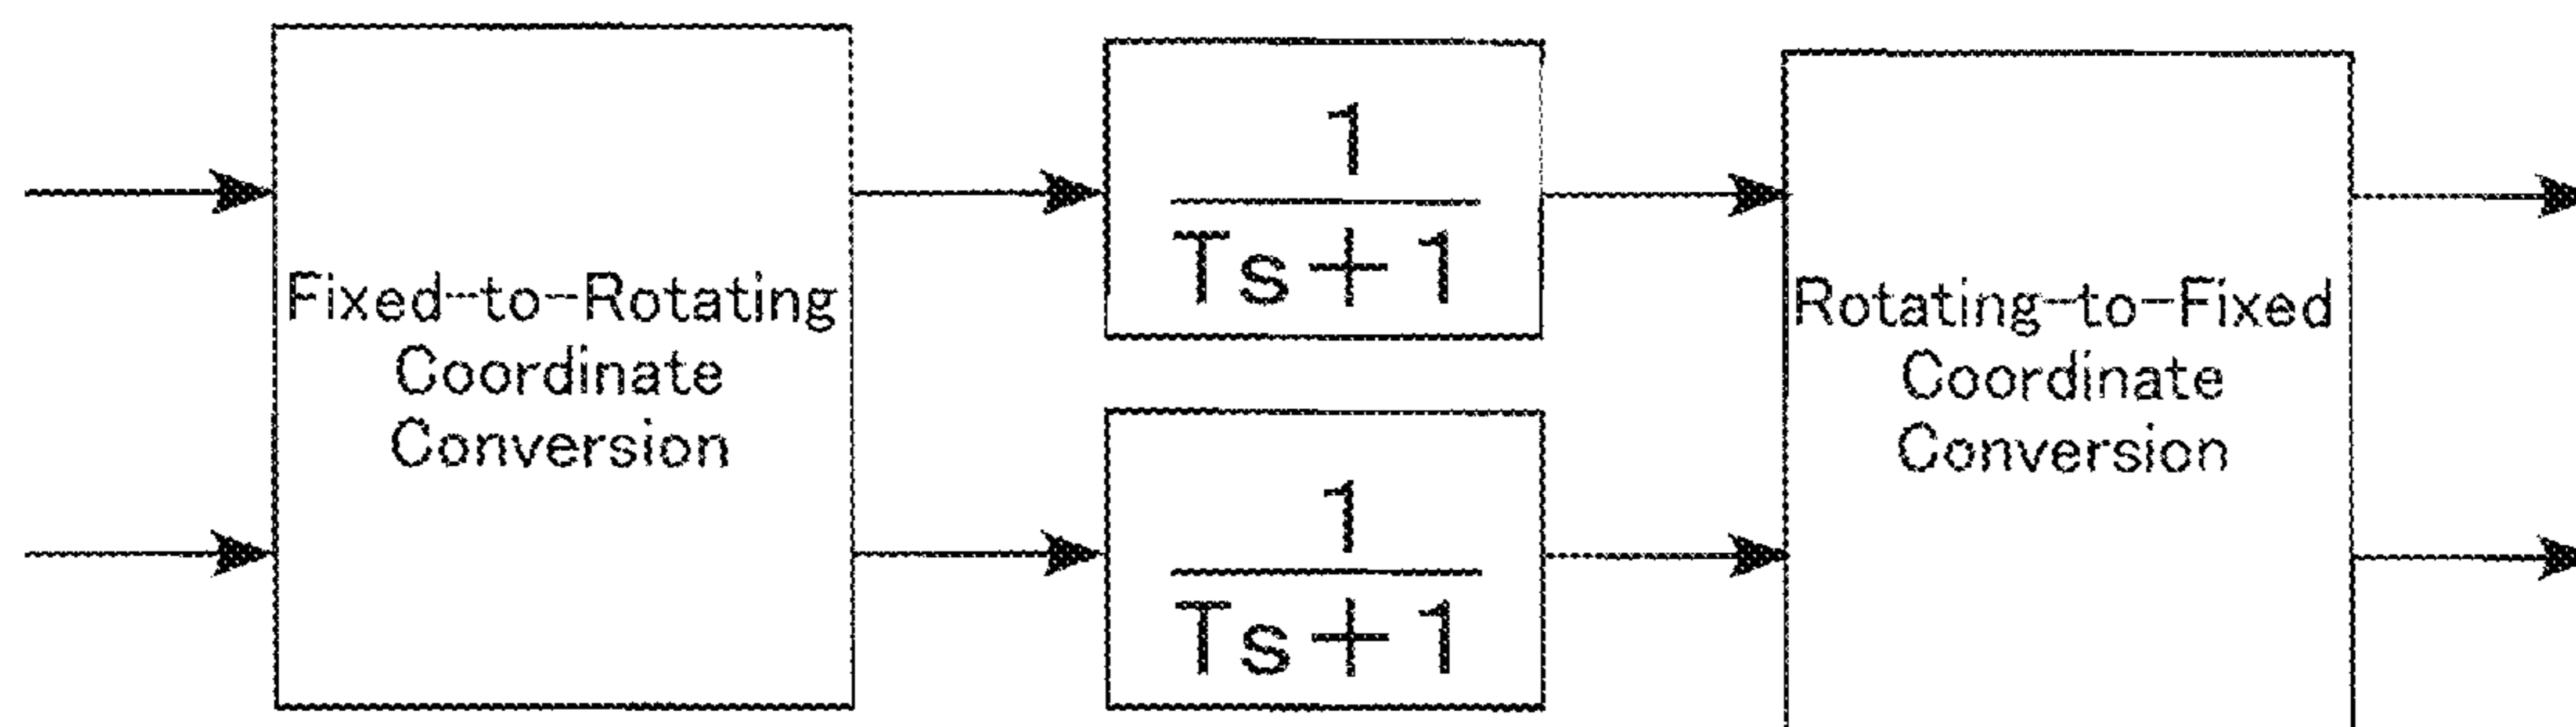 Fixed-to-Rotating
Coordinate
Conversion
1
Ts+1
1
Ts+1
Rotating-to-Fixed
Coordinate
Conversion